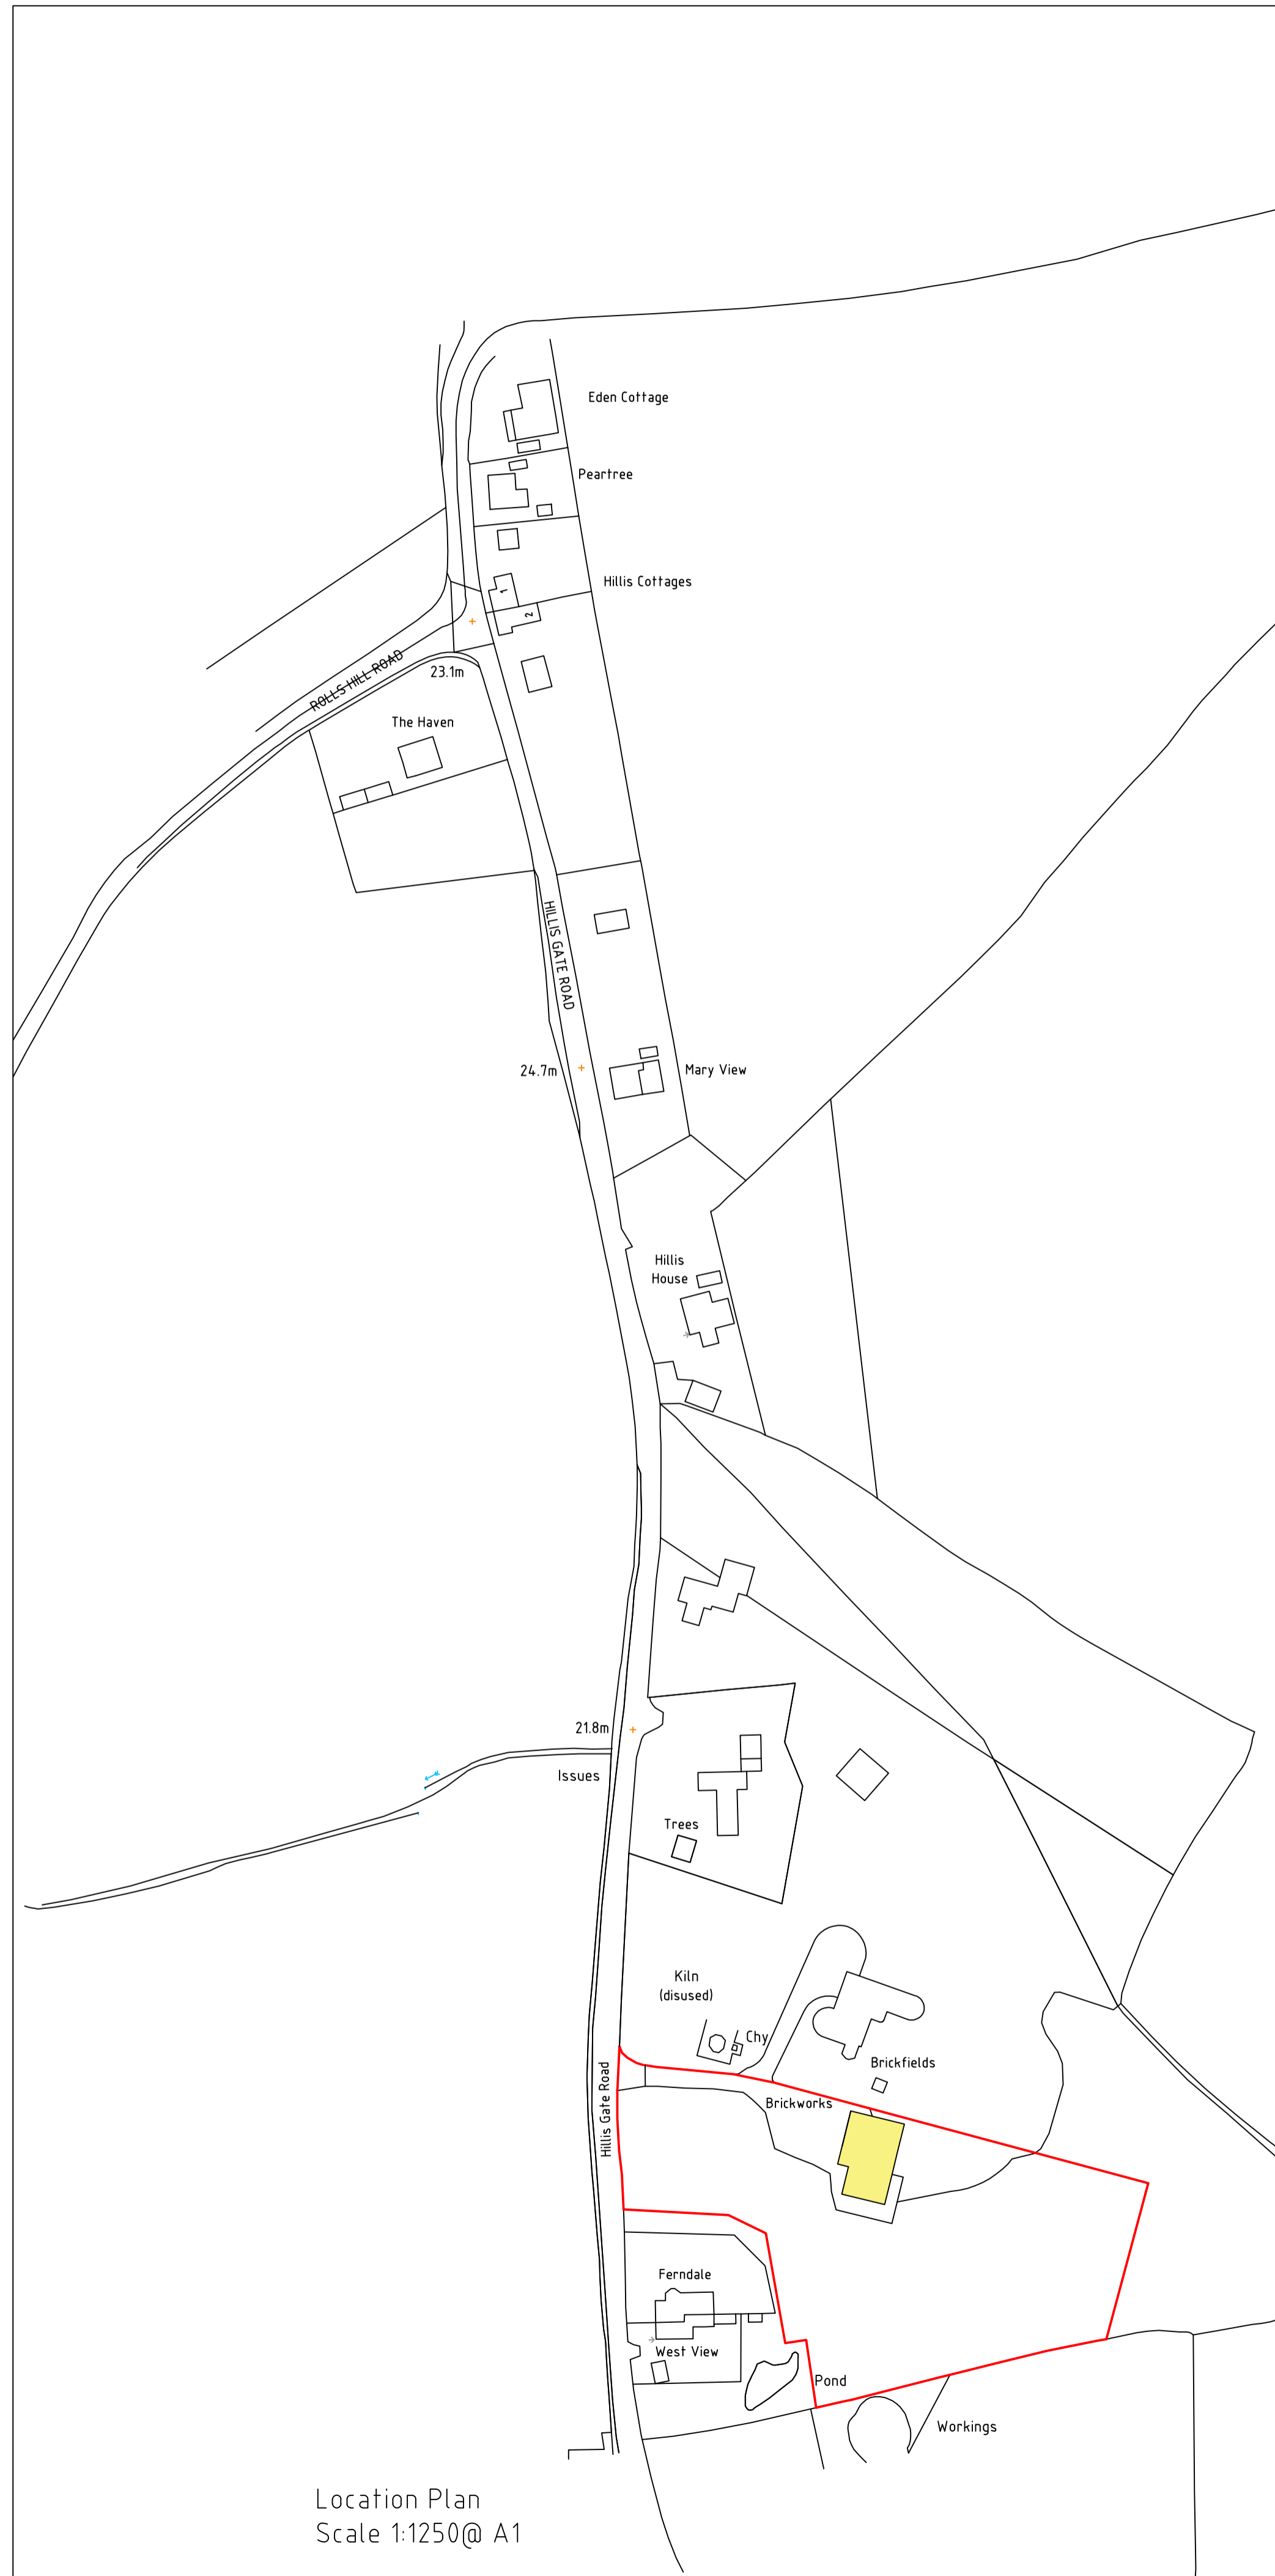 Eden Cottage
Peartree
Hillis Cottages
1
2
ROLLS HILL ROAD
23.1m
The Haven
HILLIS GATE ROAD
24.7m
Mary View
Hillis
House
21.8m
Issues
Trees
Kiln
(disused)
Chy
Brickfields
Hillis Gate Road
Brickworks
Ferndale
West View
Pond
Workings
Location Plan
Scale 1:1250@ A1